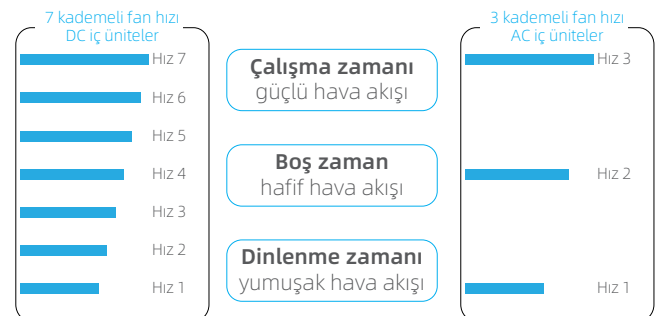 7 kademeli fan hızı
DC iç üniteler
Hız 7
Hız 6
Hız 5
Hız 4
Hız 3
Hız 2
Hız 1
Çalışma zamanı
güçlü hava akışı
Boş zaman
hafif hava akışı
Dinlenme zamanı
yumuşak hava akışı
3 kademeli fan hızı
AC iç üniteler
Hız 3
Hız 2
Hız 1